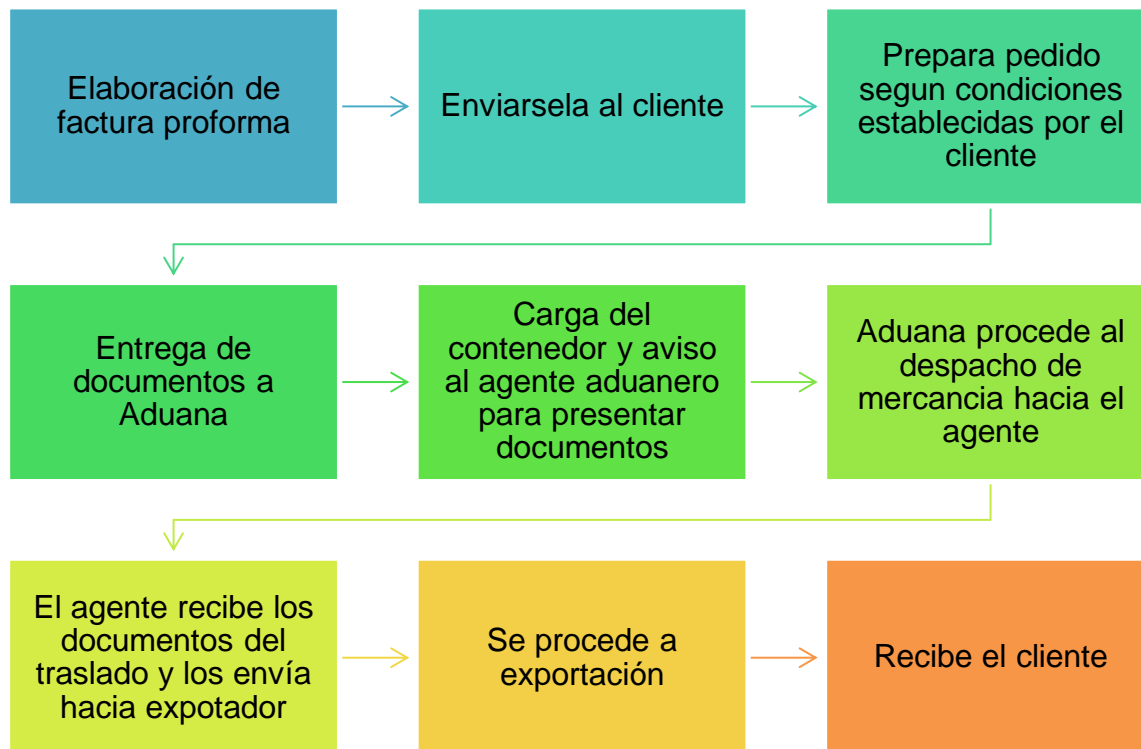 Elaboración de
factura proforma
Enviarsela al cliente
Prepara pedido
segun condiciones
establecidas por el
cliente
Entrega de
documentos a
Aduana
Carga del
contenedor y aviso
al agente aduanero
para presentar
documentos
Aduana procede al
despacho de
mercancia hacia el
agente
El agente recibe los
documentos del
traslado y los envía
hacia expotador
Se procede a
exportación
Recibe el cliente